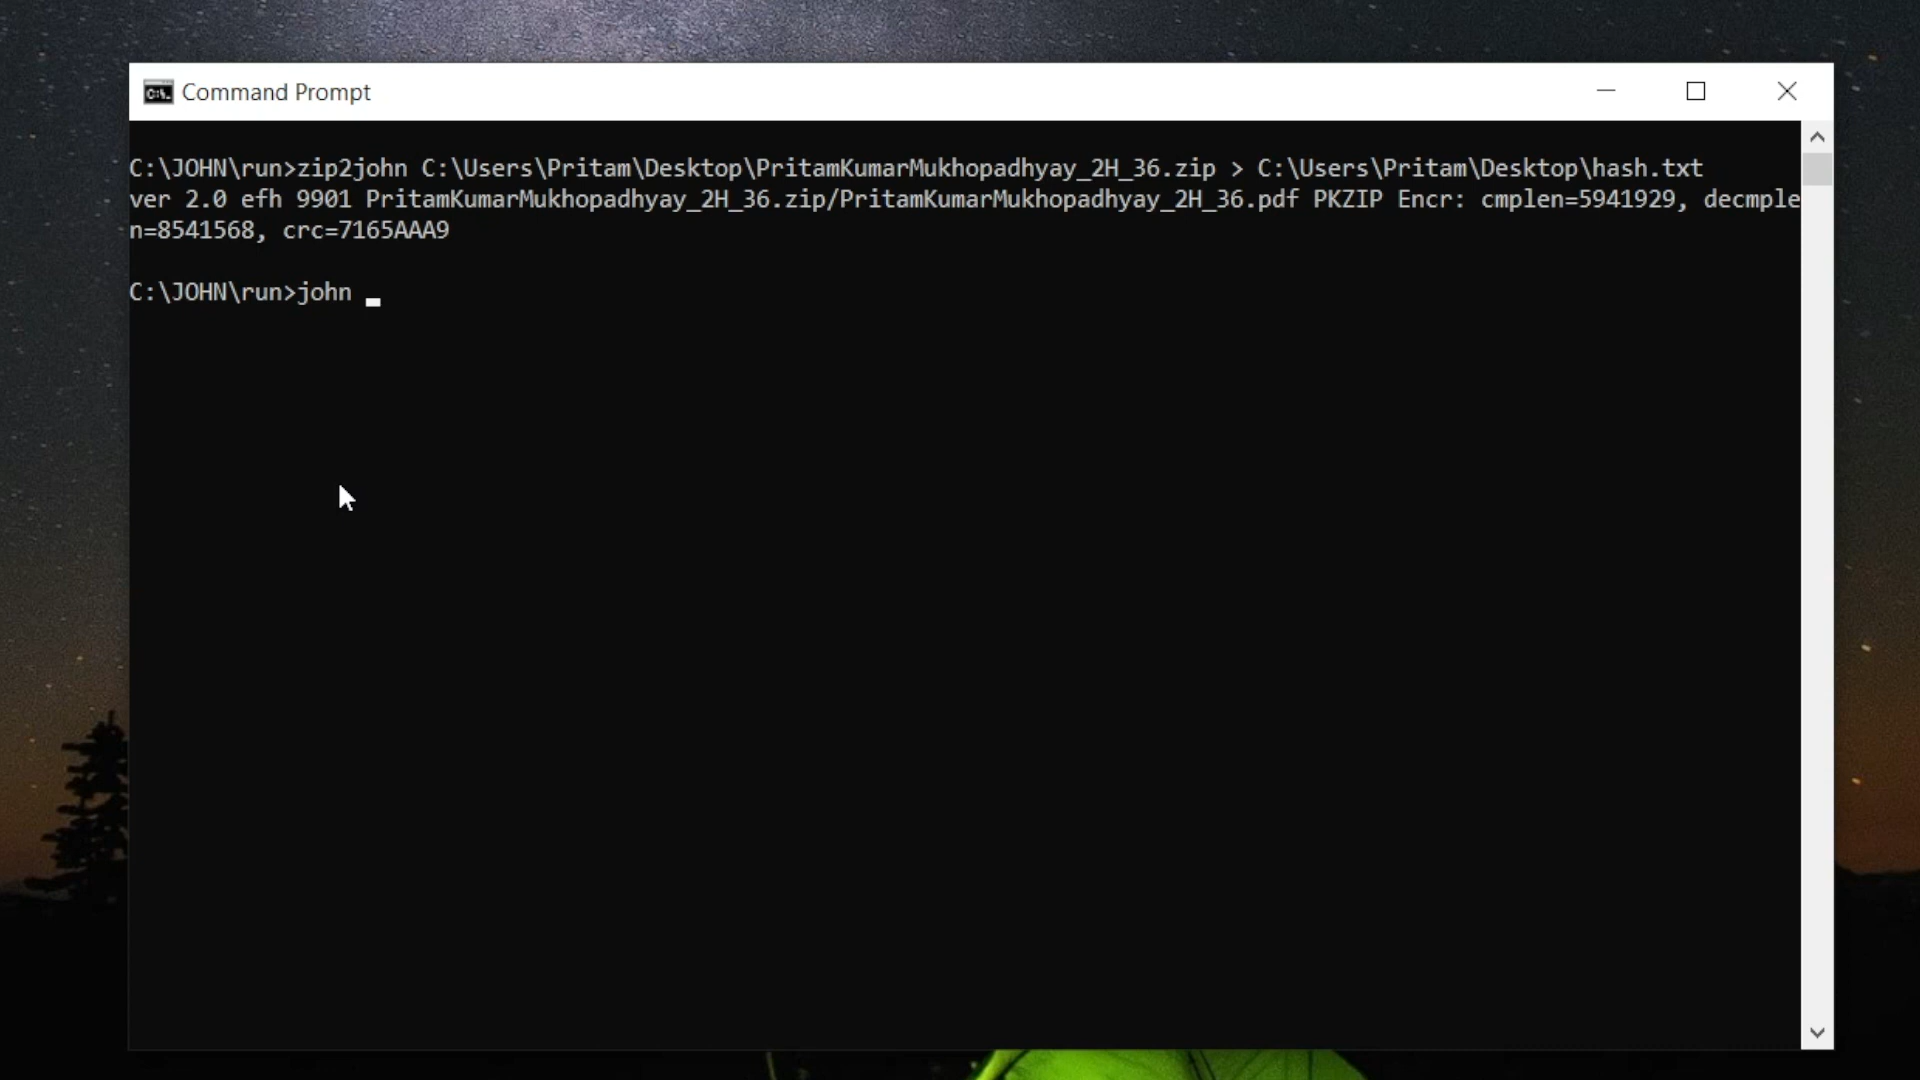 Command Prompt
C:\JOHN\run>zip2john C:\Users\Pritam\Desktop\PritamKumarMukhopadhyay_2H_36.zip > C:\Users\Pritam\Desktop\hash.txt
ver 2.0 efh 9901 PritamKumarMukhopadhyay_2H_36.zip/PritamKumarMukhopadhyay_2H_36.pdf PKZIP Encr: cmplen=5941929, decmple
n=8541568, crc=7165AAA9
C:\JOHN\run>john